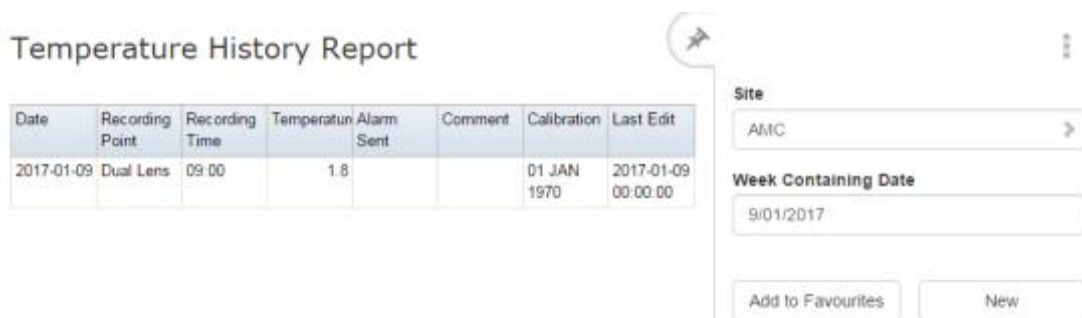 Temperature History Report
Date Recording Point Recording Time Temperatur Alarm Sent Comment Calibration Last Edit
2017-01-09 Dual Lens 09:00 1.8 01 JAN 1970 2017-01-09 00:00:00
Site
AMC
Week Containing Date
9/01/2017
Add to Favourites New